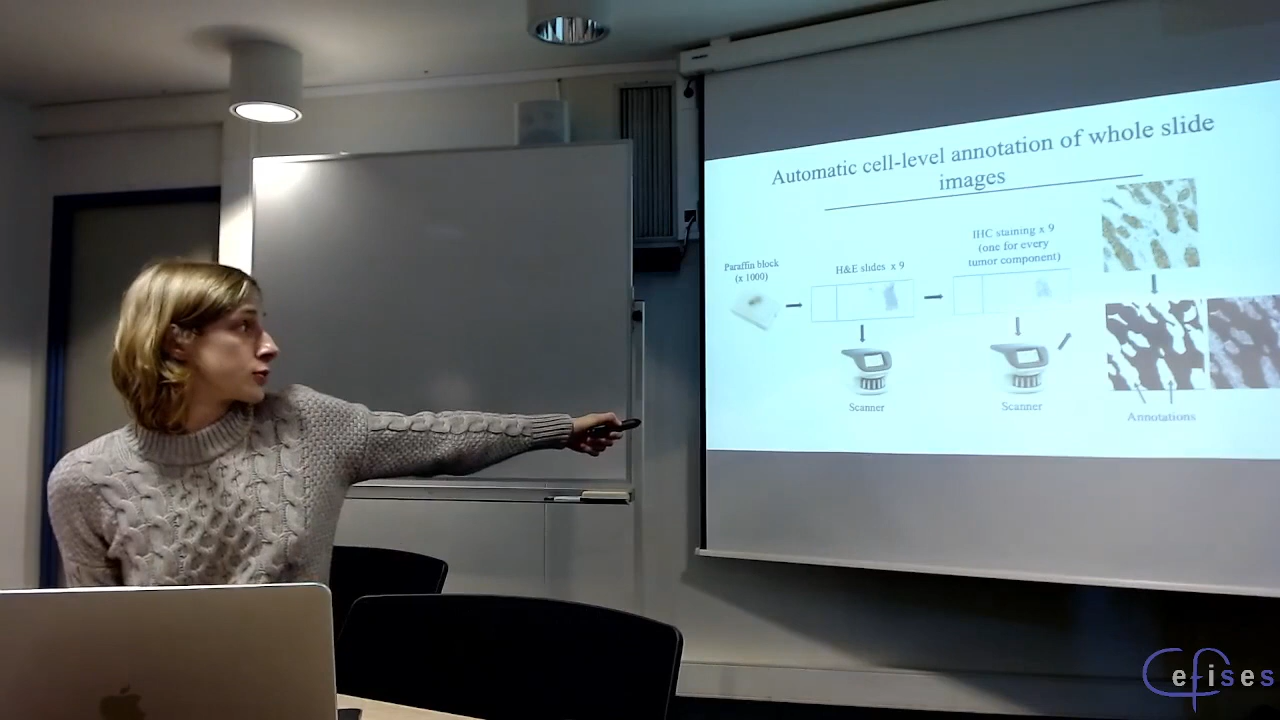 Automatic cell-level annotation of whole slide
images
Paraffin block
(x 1000)
H&E slides x 9
IHC staining x 9
(one for every
tumor component)
Scanner
Scanner
Annotations
efises